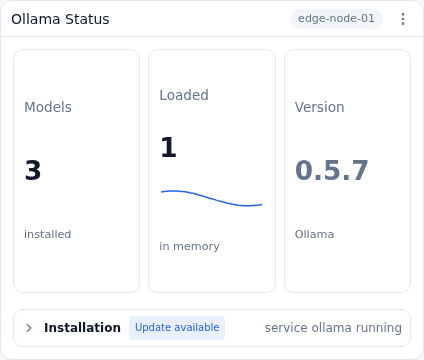 Ollama Status
edge-node-01
Models
3
installed
Loaded
1
in memory
Version
0.5.7
Ollama
Installation
Update available
service ollama running